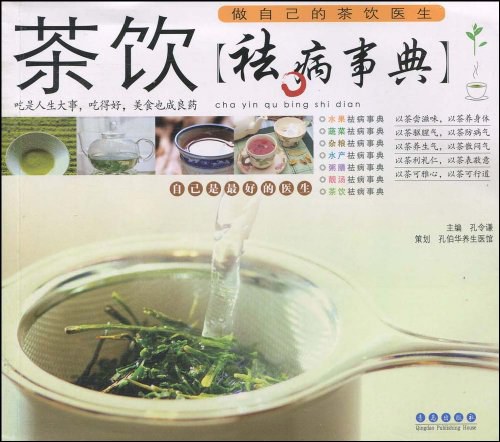 做自己的茶饮医生
茶饮【祛病事典】
吃是人生大事，吃得好，美食也成良药
cha yin qu bing shi dian
水果祛病事典
蔬菜祛病事典
杂粮祛病事典
水产祛病事典
粥膳祛病事典
靓汤祛病事典
茶饮祛病事典
以茶尝滋味，以茶养身体
以茶驱腥气，以茶防病气
以茶养生气，以茶散闷气
以茶利礼仁，以茶表敬意
以茶可雅心，以茶可行道
自己是最好的医生
主编 孔令谦
策划 孔伯华养生医馆
青岛出版社
Qingdao Publishing House